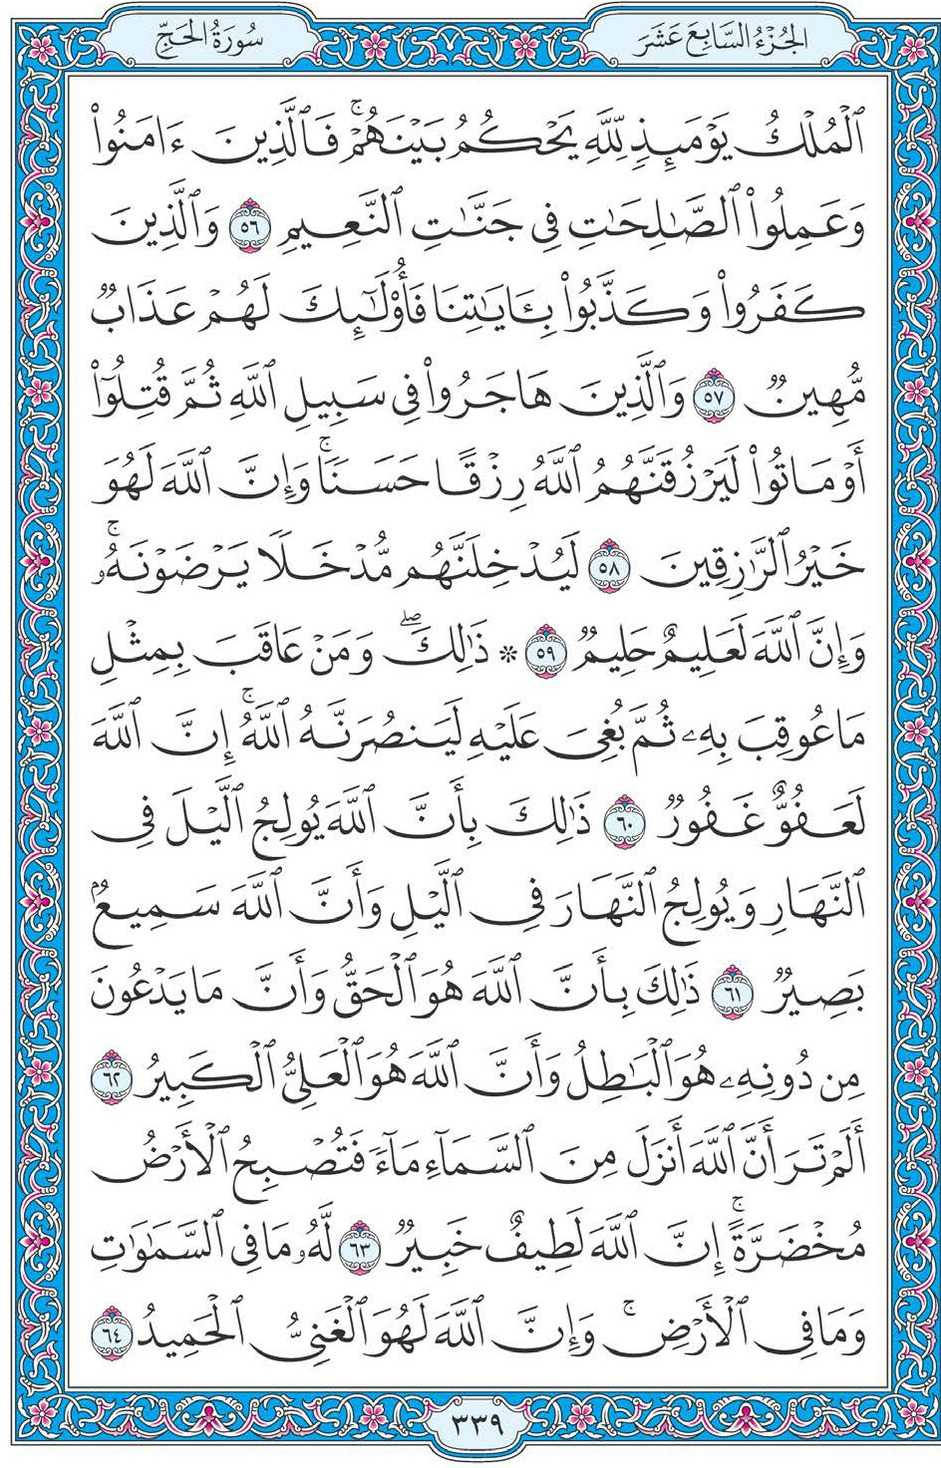 الجُزْءُ السَّابِعَ عَشَرَ
سُورَةُ الحَجِّ
ٱلْمُلْكُ يَوْمَئِذٍ لِّلَّهِ يَحْكُمُ بَيْنَهُمْۚ فَٱلَّذِينَ ءَامَنُوا۟
وَعَمِلُوا۟ ٱلصَّـٰلِحَـٰتِ فِى جَنَّـٰتِ ٱلنَّعِيمِ ٥٦ وَٱلَّذِينَ
كَفَرُوا۟ وَكَذَّبُوا۟ بِـَٔايَـٰتِنَا فَأُو۟لَـٰٓئِكَ لَهُمْ عَذَابٌ
مُّهِينٌ ٥٧ وَٱلَّذِينَ هَاجَرُوا۟ فِى سَبِيلِ ٱللَّهِ ثُمَّ قُتِلُوٓا۟
أَوْ مَاتُوا۟ لَيَرْزُقَنَّهُمُ ٱللَّهُ رِزْقًا حَسَنًاۚ وَإِنَّ ٱللَّهَ لَهُوَ
خَيْرُ ٱلرَّٰزِقِينَ ٥٨ لَيُدْخِلَنَّهُم مُّدْخَلًا يَرْضَوْنَهُۥۚ
وَإِنَّ ٱللَّهَ لَعَلِيمٌ حَلِيمٌ ٥٩ * ذَٰلِكَۖ وَمَنْ عَاقَبَ بِمِثْلِ
مَا عُوقِبَ بِهِۦ ثُمَّ بُغِىَ عَلَيْهِ لَيَنصُرَنَّهُ ٱللَّهُۚ إِنَّ ٱللَّهَ
لَعَفُوٌّ غَفُورٌ ٦٠ ذَٰلِكَ بِأَنَّ ٱللَّهَ يُولِجُ ٱلَّيْلَ فِى
ٱلنَّهَارِ وَيُولِجُ ٱلنَّهَارَ فِى ٱلَّيْلِ وَأَنَّ ٱللَّهَ سَمِيعٌۢ
بَصِيرٌ ٦١ ذَٰلِكَ بِأَنَّ ٱللَّهَ هُوَ ٱلْحَقُّ وَأَنَّ مَا يَدْعُونَ
مِن دُونِهِۦ هُوَ ٱلْبَـٰطِلُ وَأَنَّ ٱللَّهَ هُوَ ٱلْعَلِىُّ ٱلْكَبِيرُ ٦٢
أَلَمْ تَرَ أَنَّ ٱللَّهَ أَنزَلَ مِنَ ٱلسَّمَآءِ مَآءً فَتُصْبِحُ ٱلْأَرْضُ
مُخْضَرَّةًۚ إِنَّ ٱللَّهَ لَطِيفٌ خَبِيرٌ ٦٣ لَّهُۥ مَا فِى ٱلسَّمَـٰوَٰتِ
وَمَا فِى ٱلْأَرْضِۚ وَإِنَّ ٱللَّهَ لَهُوَ ٱلْغَنِىُّ ٱلْحَمِيدُ ٦٤
٣٣٩